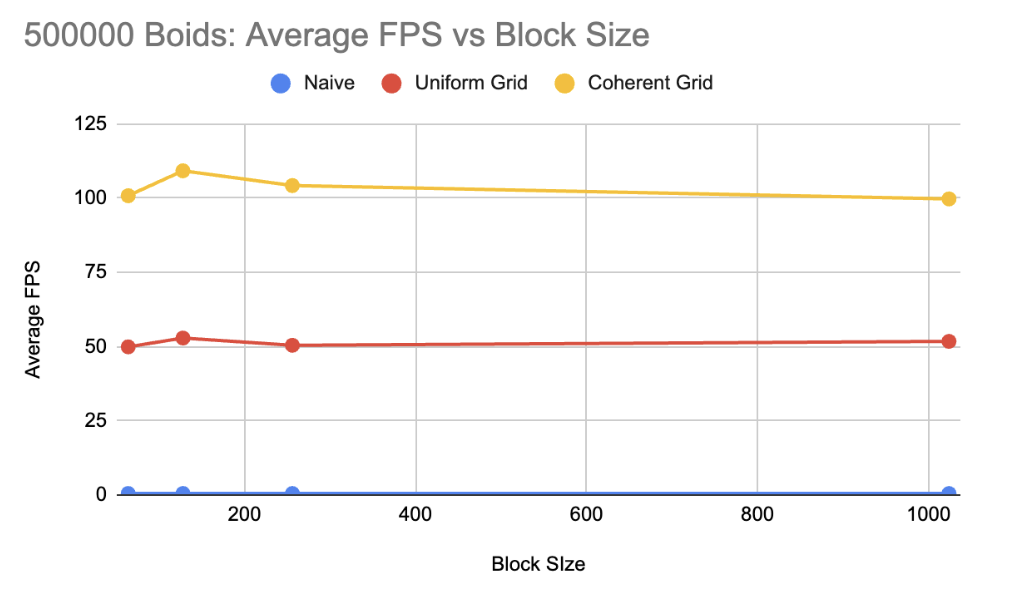 500000 Boids: Average FPS vs Block Size
Naive Uniform Grid Coherent Grid
125
100
75
50
25
0
Average FPS
200 400 600 800 1000
Block SIze